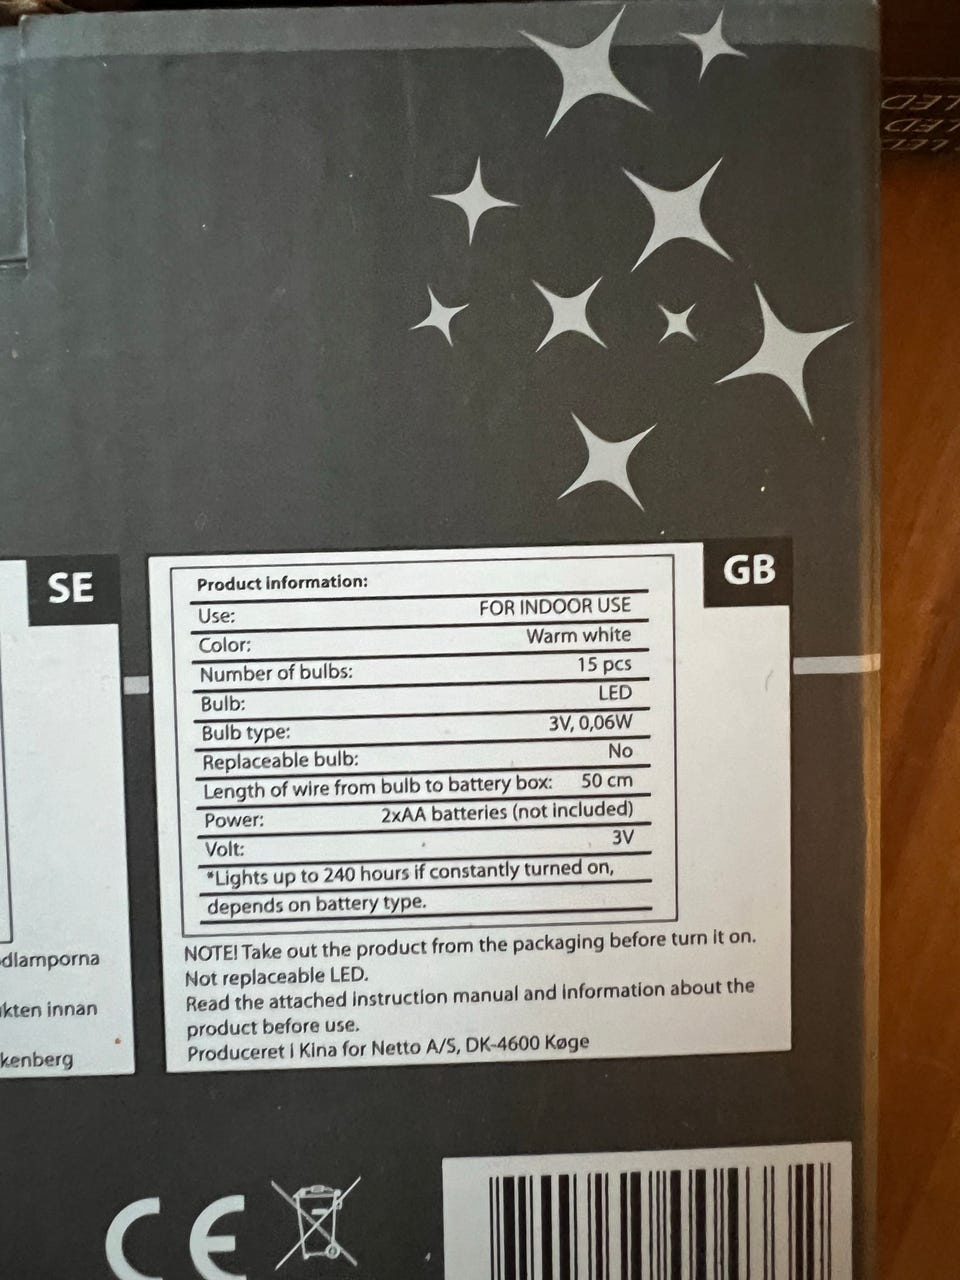 LED
LED
LED
SE
GB
Product information:
Use: FOR INDOOR USE
Color: Warm white
Number of bulbs: 15 pcs
Bulb: LED
Bulb type: 3V, 0,06W
Replaceable bulb: No
Length of wire from bulb to battery box: 50 cm
Power: 2xAA batteries (not included)
Volt: 3V
*Lights up to 240 hours if constantly turned on,
depends on battery type.
NOTE! Take out the product from the packaging before turn it on.
Not replaceable LED.
Read the attached instruction manual and information about the
product before use.
Produceret i Kina for Netto A/S, DK-4600 Køge
dlamporna
kten innan
kenberg
CE